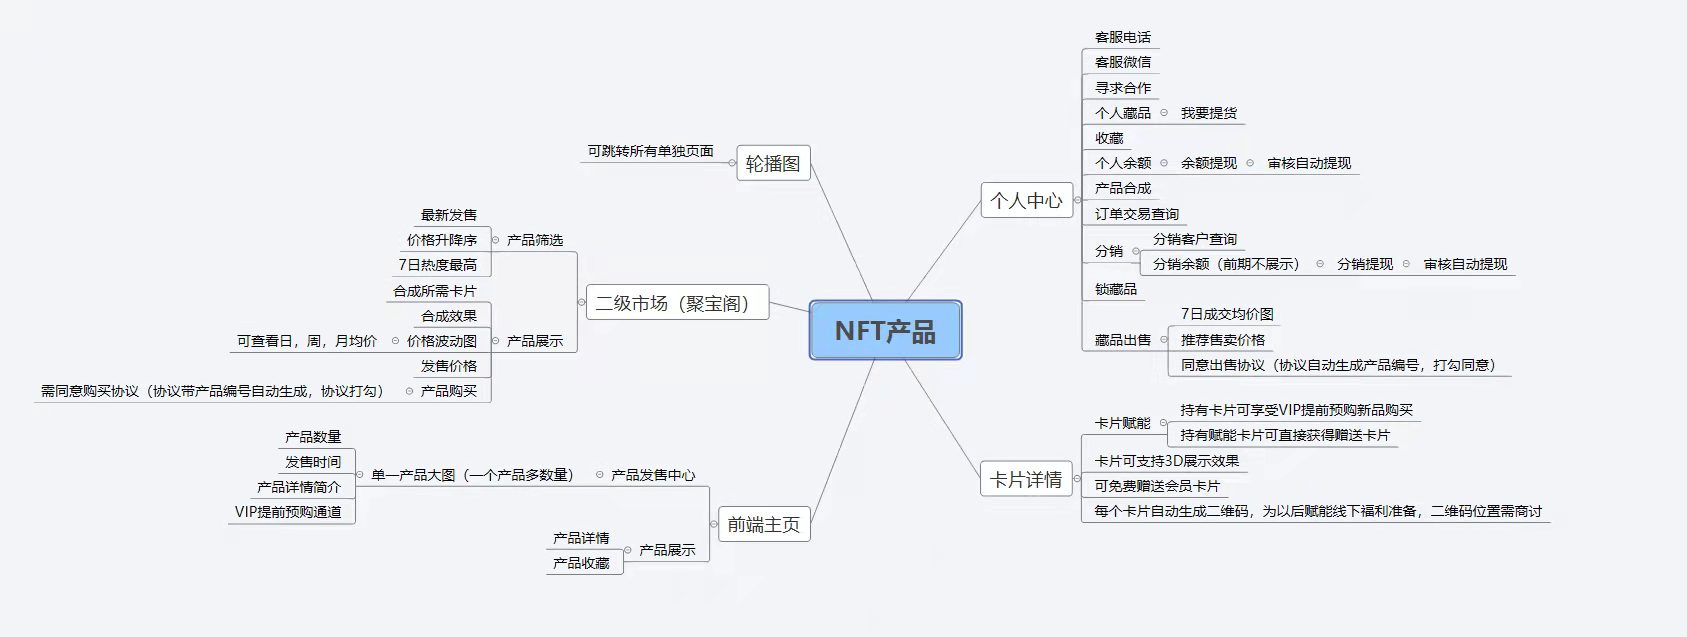 NFT产品
轮播图
可跳转所有单独页面
二级市场（聚宝阁）
产品筛选
最新发售
价格升降序
7日热度最高
产品展示
合成所需卡片
合成效果
价格波动图
可查看日，周，月均价
发售价格
产品购买
需同意购买协议（协议带产品编号自动生成，协议打勾）
前端主页
产品发售中心
单一产品大图（一个产品多数量）
产品数量
发售时间
产品详情简介
VIP提前预购通道
产品展示
产品详情
产品收藏
个人中心
客服电话
客服微信
寻求合作
个人藏品
我要提货
收藏
个人余额
余额提现
审核自动提现
产品合成
订单交易查询
分销
分销客户查询
分销余额（前期不展示）
分销提现
审核自动提现
锁藏品
藏品出售
7日成交均价图
推荐售卖价格
同意出售协议（协议自动生成产品编号，打勾同意）
卡片详情
卡片赋能
持有卡片可享受VIP提前预购新品购买
持有赋能卡片可直接获得赠送卡片
卡片可支持3D展示效果
可免费赠送会员卡片
每个卡片自动生成二维码，为以后赋能线下福利准备，二维码位置需商讨